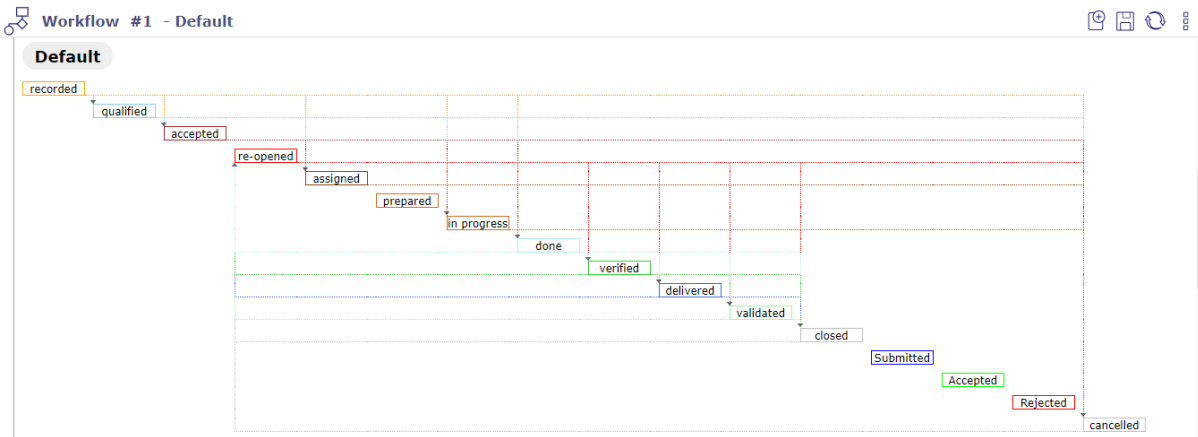 Workflow #1 - Default
Default
recorded
qualified
accepted
re-opened
assigned
prepared
in progress
done
verified
delivered
validated
closed
Submitted
Accepted
Rejected
cancelled